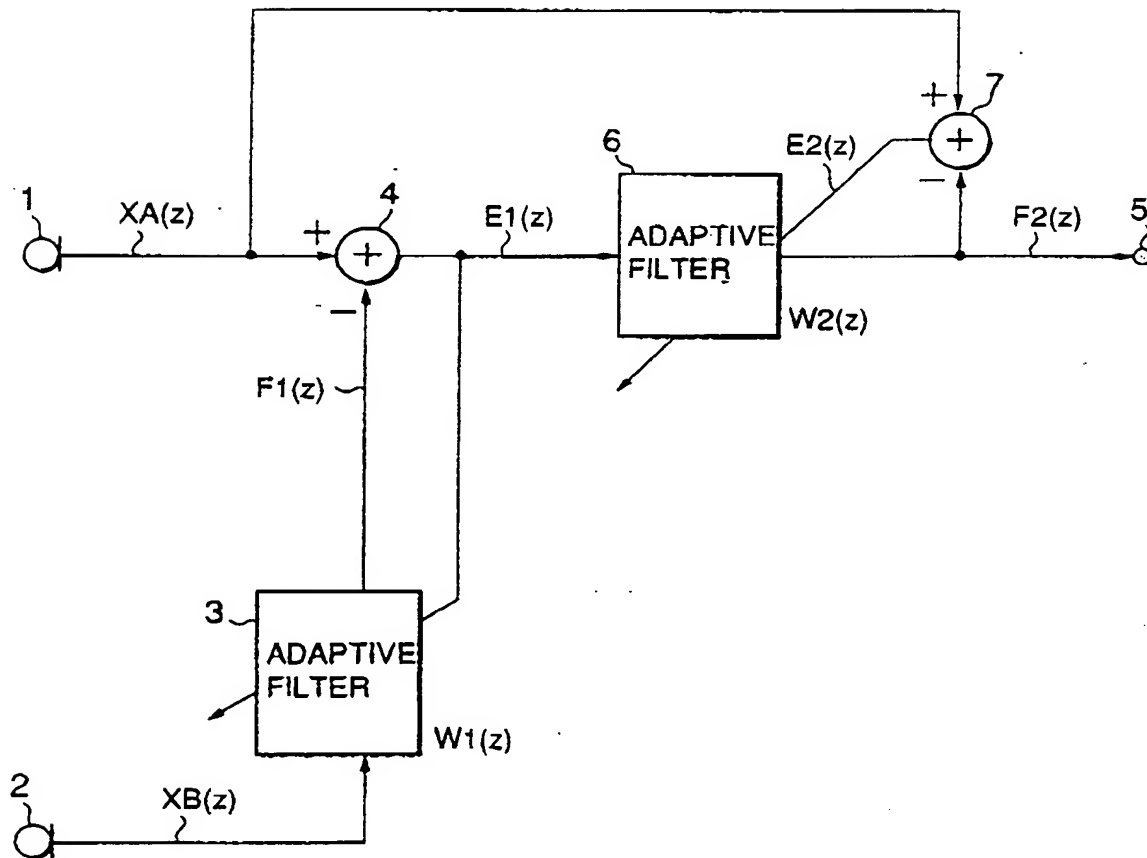 +
7
+
E2(z)
6
−
1
XA(z)
4
E1(z)
F2(z)
5
+
+
ADAPTIVE
FILTER
−
W2(z)
F1(z)
3
ADAPTIVE
FILTER
W1(z)
2
XB(z)